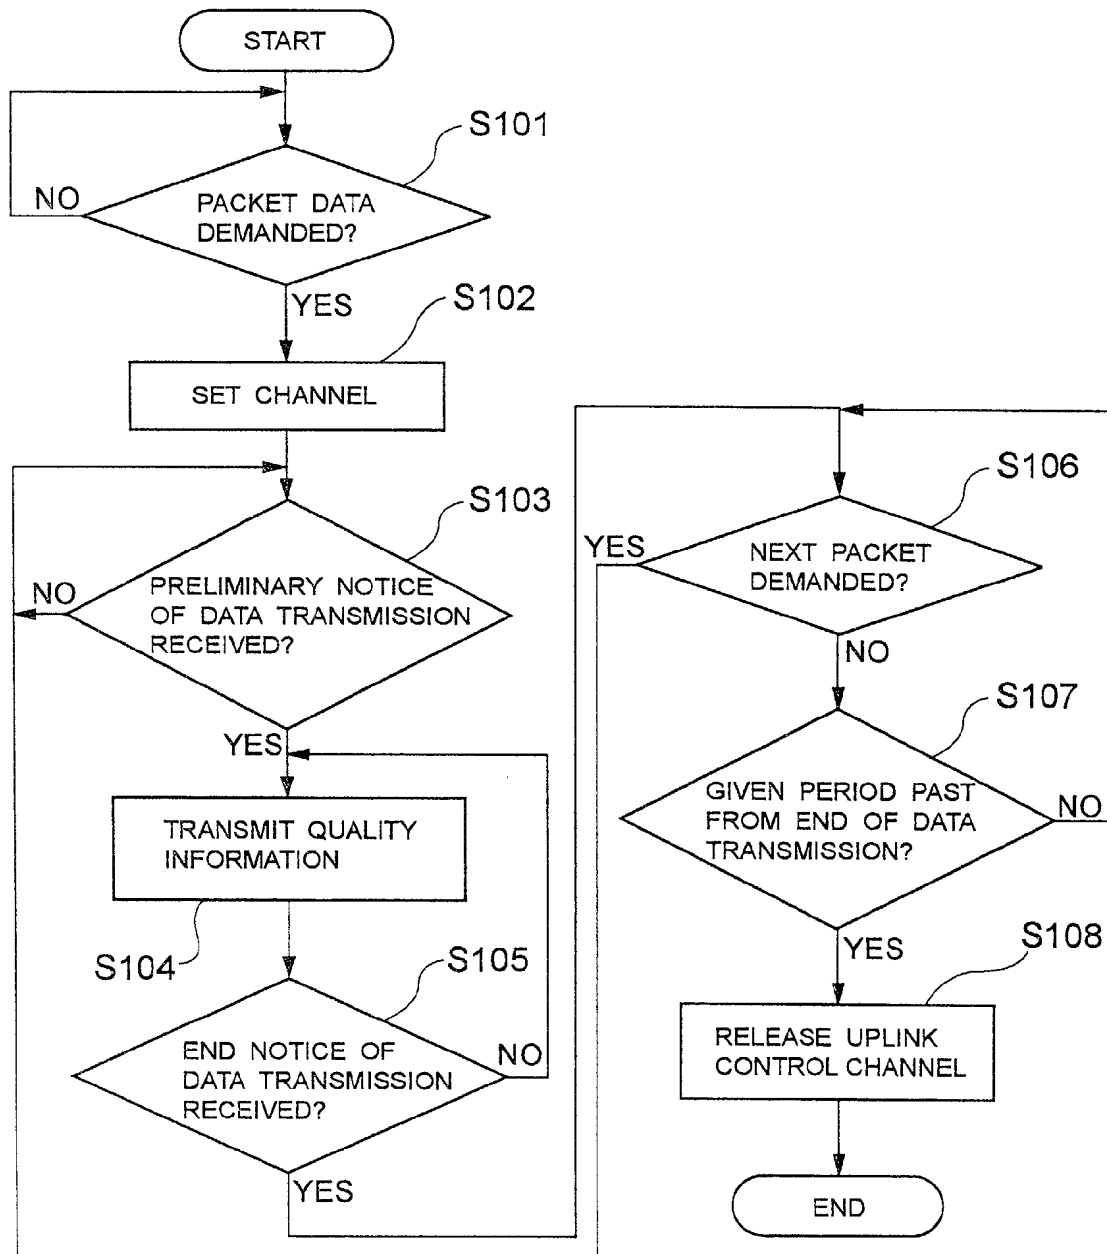 START
S101
NO
PACKET DATA
DEMANDED?
YES
S102
SET CHANNEL
S103
NO
PRELIMINARY NOTICE
OF DATA TRANSMISSION
RECEIVED?
YES
TRANSMIT QUALITY
INFORMATION
S104
S105
END NOTICE OF
DATA TRANSMISSION
RECEIVED?
NO
YES
S106
YES
NEXT PACKET
DEMANDED?
NO
S107
GIVEN PERIOD PAST
FROM END OF DATA
TRANSMISSION?
NO
YES
S108
RELEASE UPLINK
CONTROL CHANNEL
END